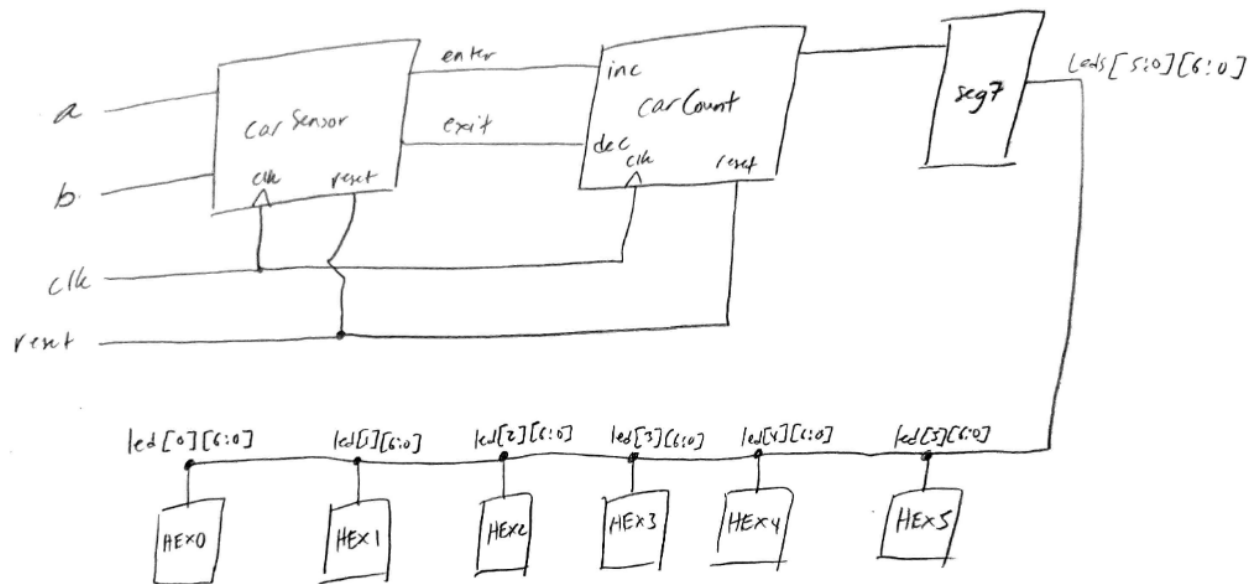 a
b
clk
reset
car Sensor
clk
reset
enter
exit
inc
dec
carCount
clk
reset
seg7
Leds[5:0][6:0]
led[0][6:0]
led[1][6:0]
led[2][6:0]
led[3][6:0]
led[4][6:0]
led[5][6:0]
HEX0
HEX1
HEX2
HEX3
HEX4
HEX5